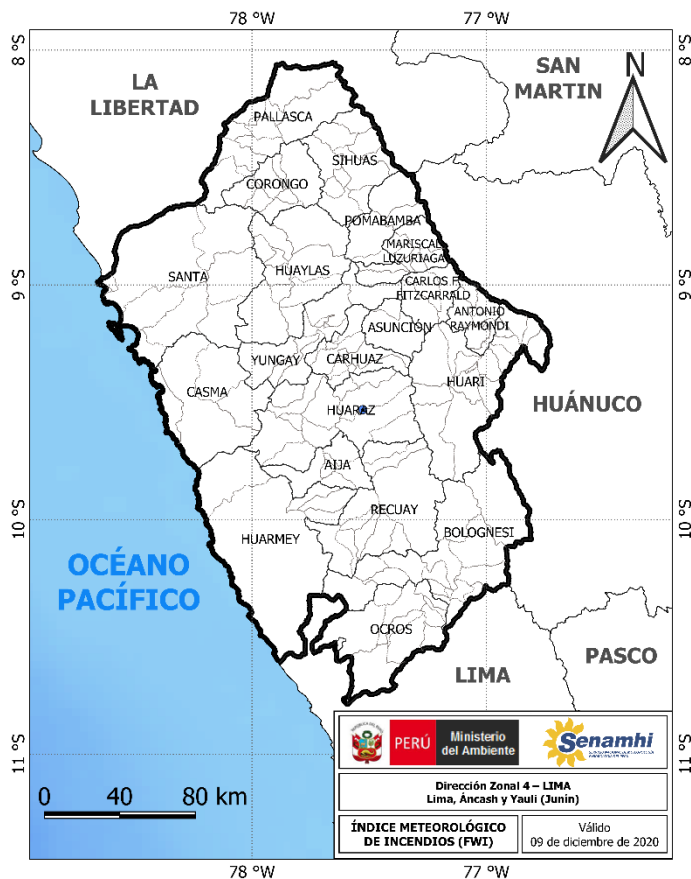 78 °W
77 °W
8 °S
8 °S
LA
LIBERTAD
SAN
MARTIN
N
PALLASCA
SIHUAS
CORONGO
POMABAMBA
MARISCAL
LUZURIAGA
SANTA
HUAYLAS
9 °S
9 °S
CARLOS F.
FITZCARRALD
ANTONIO
RAYMONDI
ASUNCIÓN
YUNGAY
CARHUAZ
HUARI
CASMA
HUARAZ
HUÁNUCO
AIJA
RECUAY
10 °S
10 °S
HUARMEY
BOLOGNESI
OCÉANO
PACÍFICO
OCROS
LIMA
PASCO
PERÚ
Ministerio
del Ambiente
Senamhi
11 °S
11 °S
Dirección Zonal 4 – LIMA
Lima, Áncash y Yauli (Junín)
0 40 80 km
ÍNDICE METEOROLÓGICO
DE INCENDIOS (FWI)
Válido
09 de diciembre de 2020
78 °W
77 °W